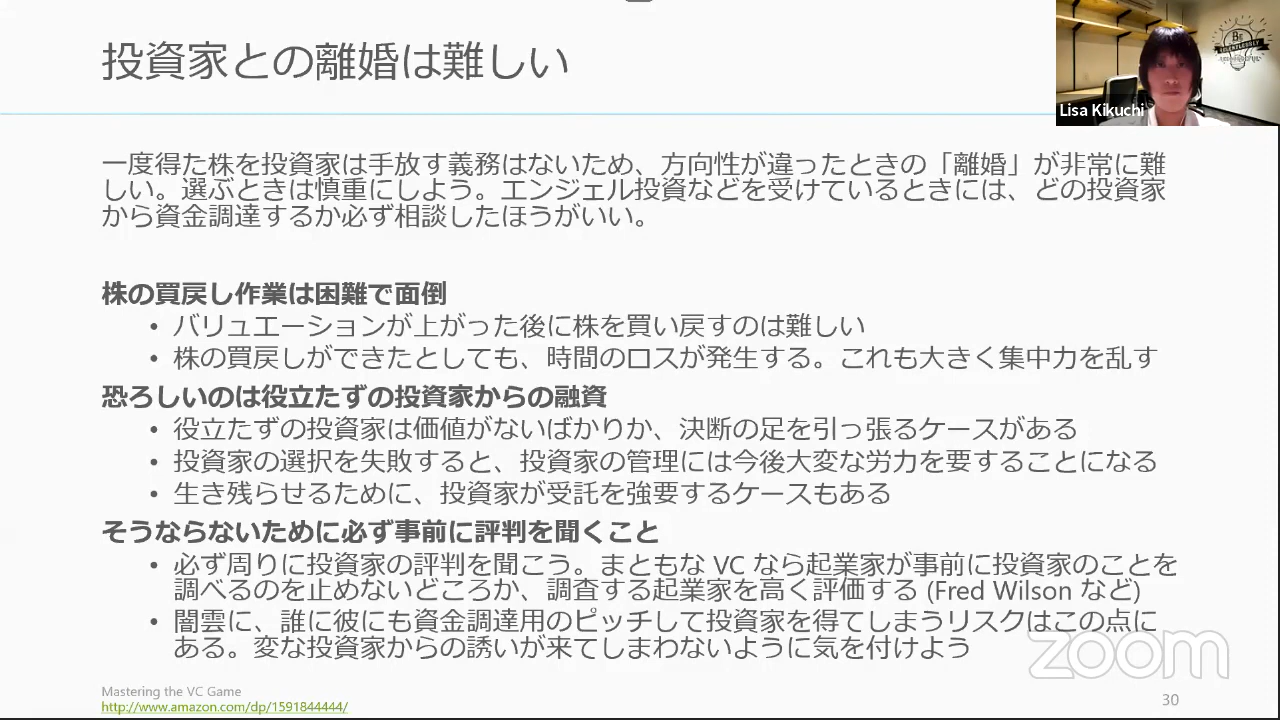 投資家との離婚は難しい
BE
RELENTLESSLY
Lisa Kikuchi
一度得た株を投資家は手放す義務はないため、方向性が違ったときの「離婚」が非常に難
しい。選ぶときは慎重にしよう。エンジェル投資などを受けているときには、どの投資家
から資金調達するか必ず相談したほうがいい。
株の買戻し作業は困難で面倒
• バリュエーションが上がった後に株を買い戻すのは難しい
• 株の買戻しができたとしても、時間のロスが発生する。これも大きく集中力を乱す
恐ろしいのは役立たずの投資家からの融資
• 役立たずの投資家は価値がないばかりか、決断の足を引っ張るケースがある
• 投資家の選択を失敗すると、投資家の管理には今後大変な労力を要することになる
• 生き残らせるために、投資家が受託を強要するケースもある
そうならないために必ず事前に評判を聞くこと
• 必ず周りに投資家の評判を聞こう。まともな VC なら起業家が事前に投資家のことを
調べるのを止めないどころか、調査する起業家を高く評価する (Fred Wilson など)
• 闇雲に、誰に彼にも資金調達用のピッチして投資家を得てしまうリスクはこの点に
ある。変な投資家からの誘いが来てしまわないように気を付けよう
zoom
Mastering the VC Game
http://www.amazon.com/dp/1591844444/
30